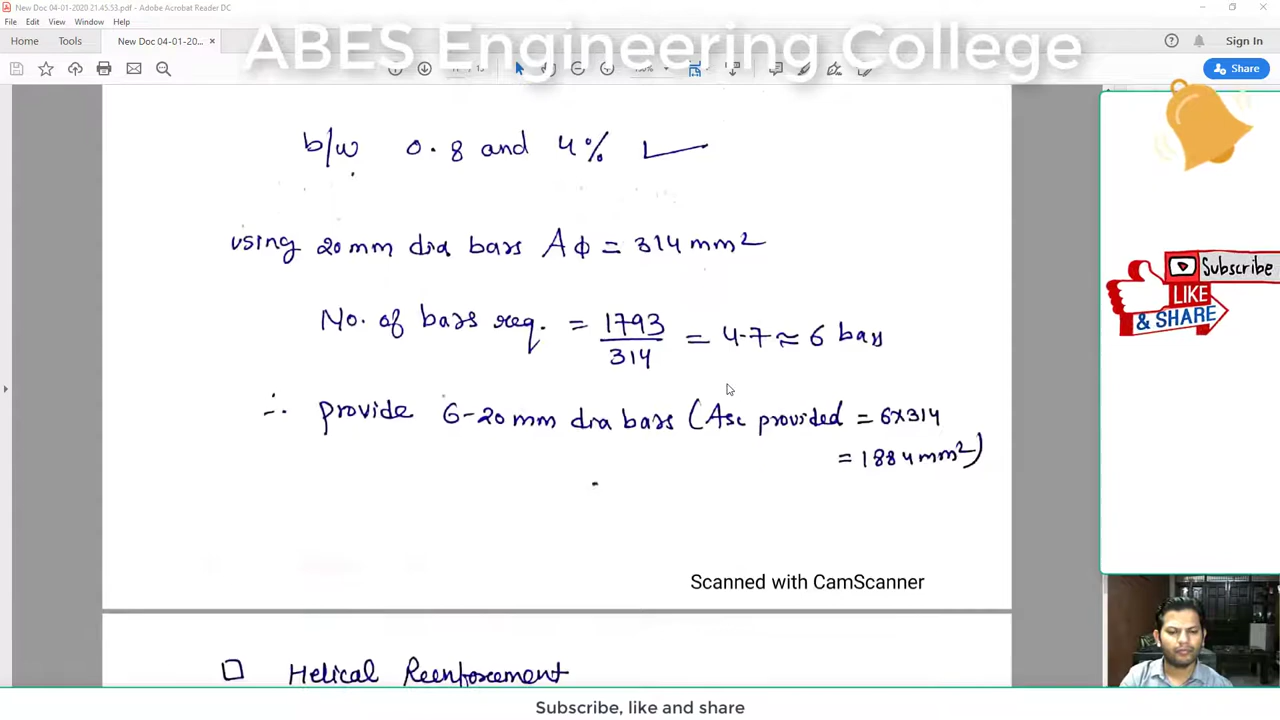 New Doc 04-01-2020 21.45.53.pdf - Adobe Acrobat Reader DC
File Edit View Window Help
Home Tools New Doc 04-01-20... × Sign In
ABES Engineering College
Share
b/w 0.8 and 4%
using 20mm dia bars Aϕ = 314 mm²
No. of bars req. = 1793/314 = 4.7 ≈ 6 bars
∴ provide 6-20mm dia bars (Asc provided = 6×314
= 1884mm²)
Scanned with CamScanner
□ Helical Reenforcement
Subscribe
LIKE
& SHARE
Subscribe, like and share